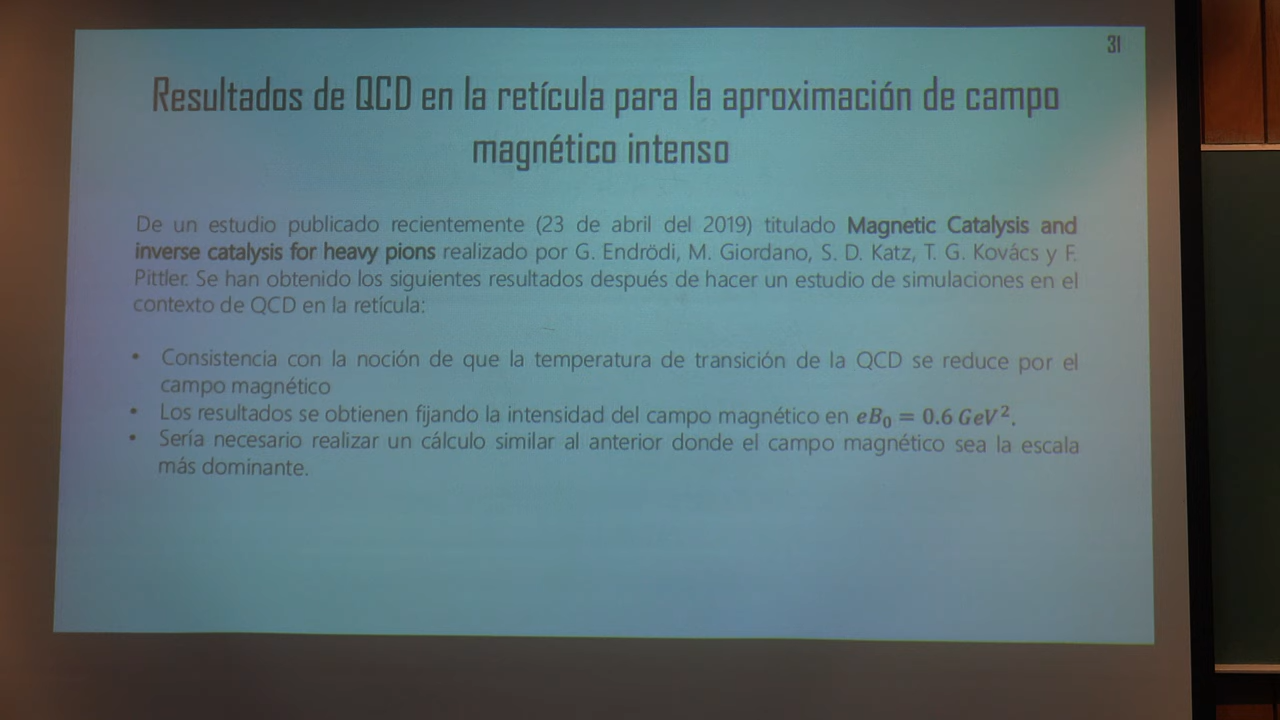 31
Resultados de QCD en la retícula para la aproximación de campo
magnético intenso
De un estudio publicado recientemente (23 de abril del 2019) titulado Magnetic Catalysis and
inverse catalysis for heavy pions realizado por G. Endrödi, M. Giordano, S. D. Katz, T. G. Kovács y F.
Pittler. Se han obtenido los siguientes resultados después de hacer un estudio de simulaciones en el
contexto de QCD en la retícula:
• Consistencia con la noción de que la temperatura de transición de la QCD se reduce por el
campo magnético
• Los resultados se obtienen fijando la intensidad del campo magnético en eB₀ = 0.6 GeV².
• Sería necesario realizar un cálculo similar al anterior donde el campo magnético sea la escala
más dominante.